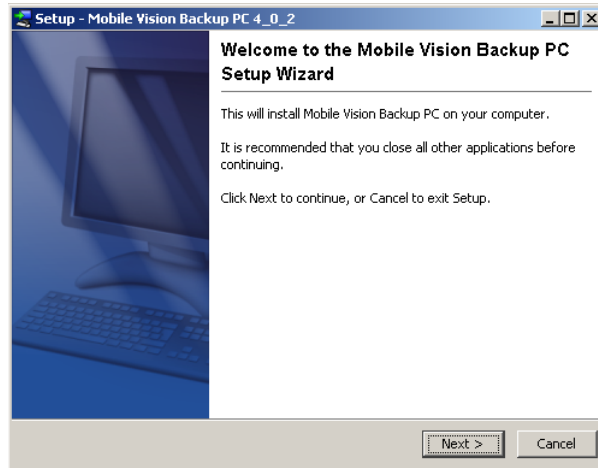 Setup - Mobile Vision Backup PC 4_0_2
Welcome to the Mobile Vision Backup PC
Setup Wizard
This will install Mobile Vision Backup PC on your computer.
It is recommended that you close all other applications before
continuing.
Click Next to continue, or Cancel to exit Setup.
Next >
Cancel